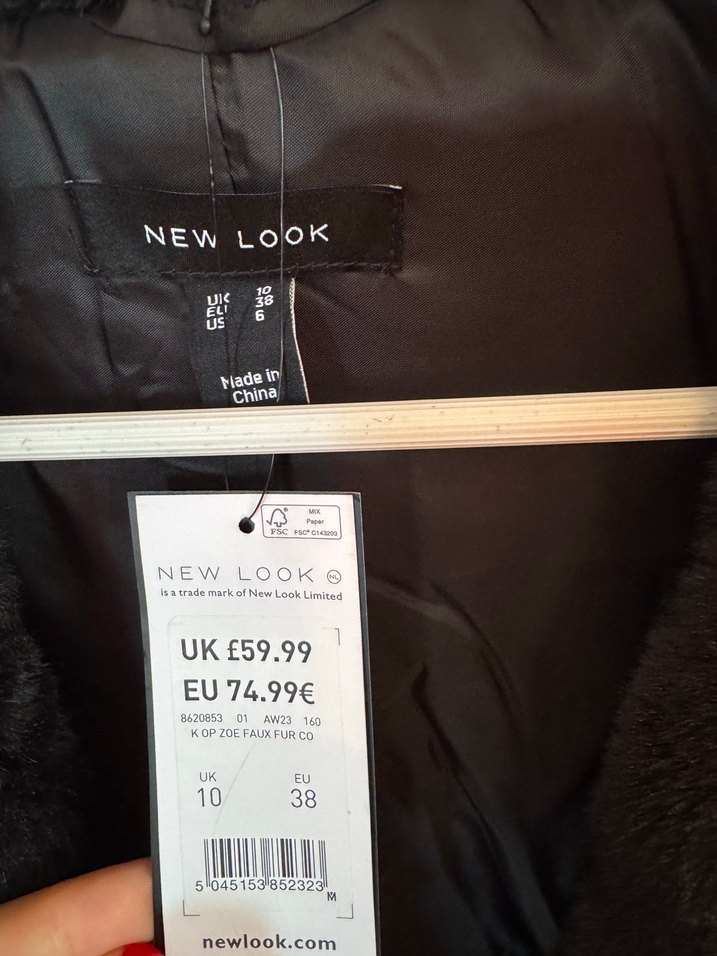 NEW LOOK
UK 10
EU 38
US 6
Made in
China
MIX
Paper
FSC® C143203
FSC
NEW LOOK NL
is a trade mark of New Look Limited
UK £59.99
EU 74.99€
8620853 01 AW23 160
K OP ZOE FAUX FUR CO
UK EU
10 38
5 045153 852323
M
newlook.com